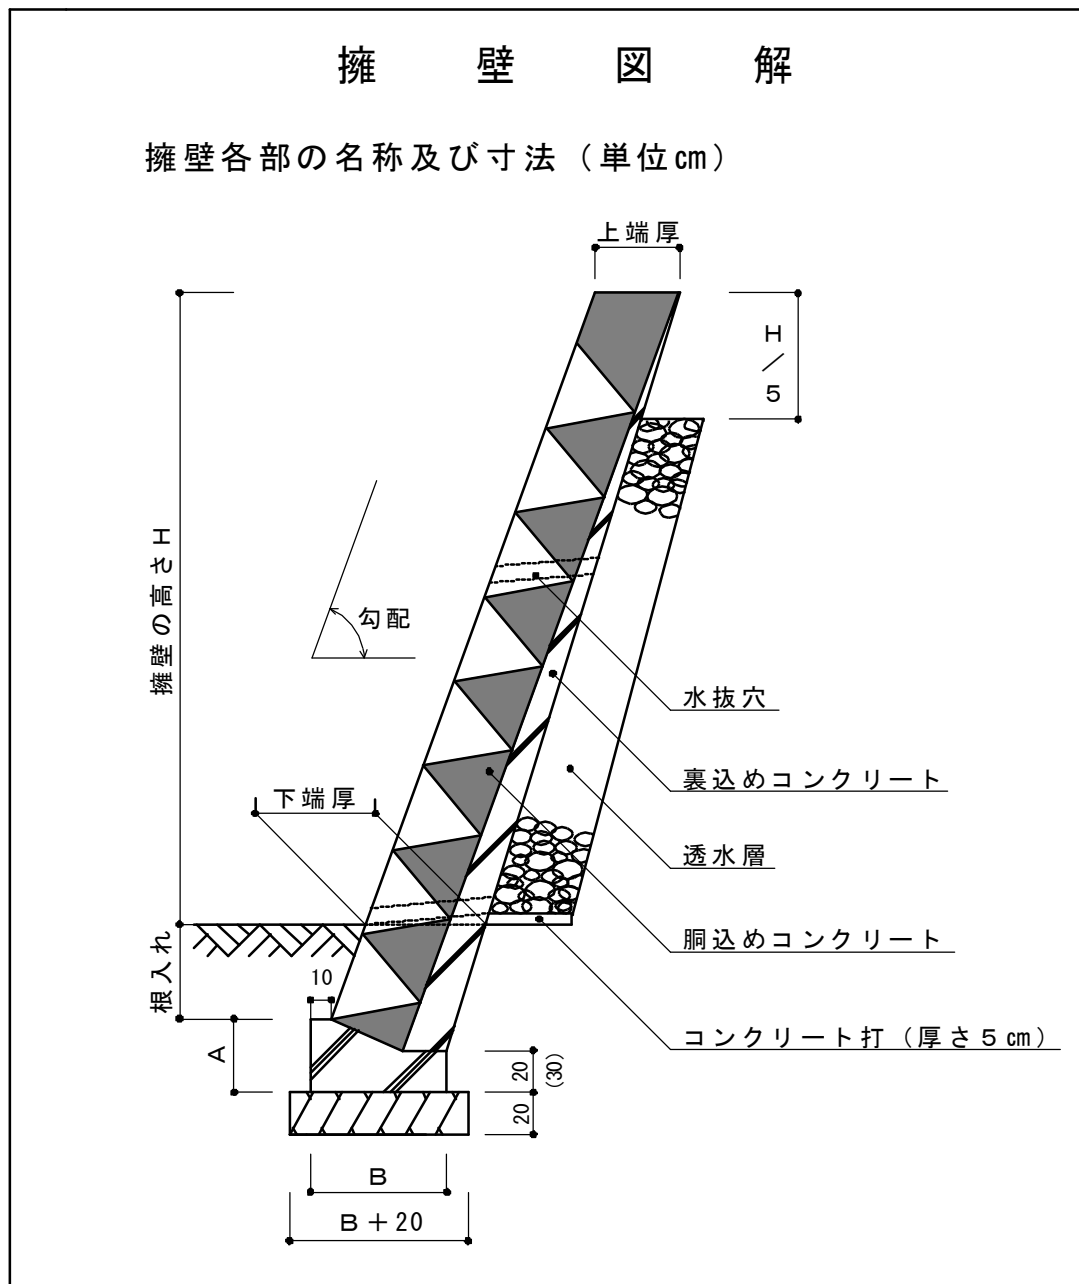 擁壁図解
擁壁各部の名称及び寸法（単位㎝）
上端厚
H／5
擁壁の高さH
勾配
水抜穴
裏込めコンクリート
下端厚
透水層
胴込めコンクリート
根入れ
10
コンクリート打（厚さ５㎝）
A
20
(30)
20
B
B＋20